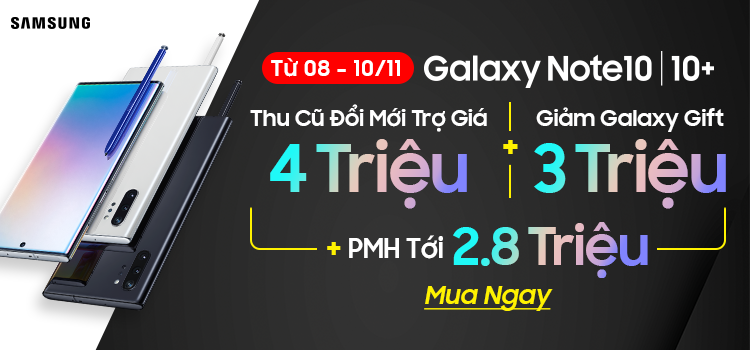 SAMSUNG
Từ 08 - 10/11 Galaxy Note10 | 10+
Thu Cũ Đổi Mới Trợ Giá
4 Triệu
+
Giảm Galaxy Gift
3 Triệu
+ PMH Tới 2.8 Triệu
Mua Ngay